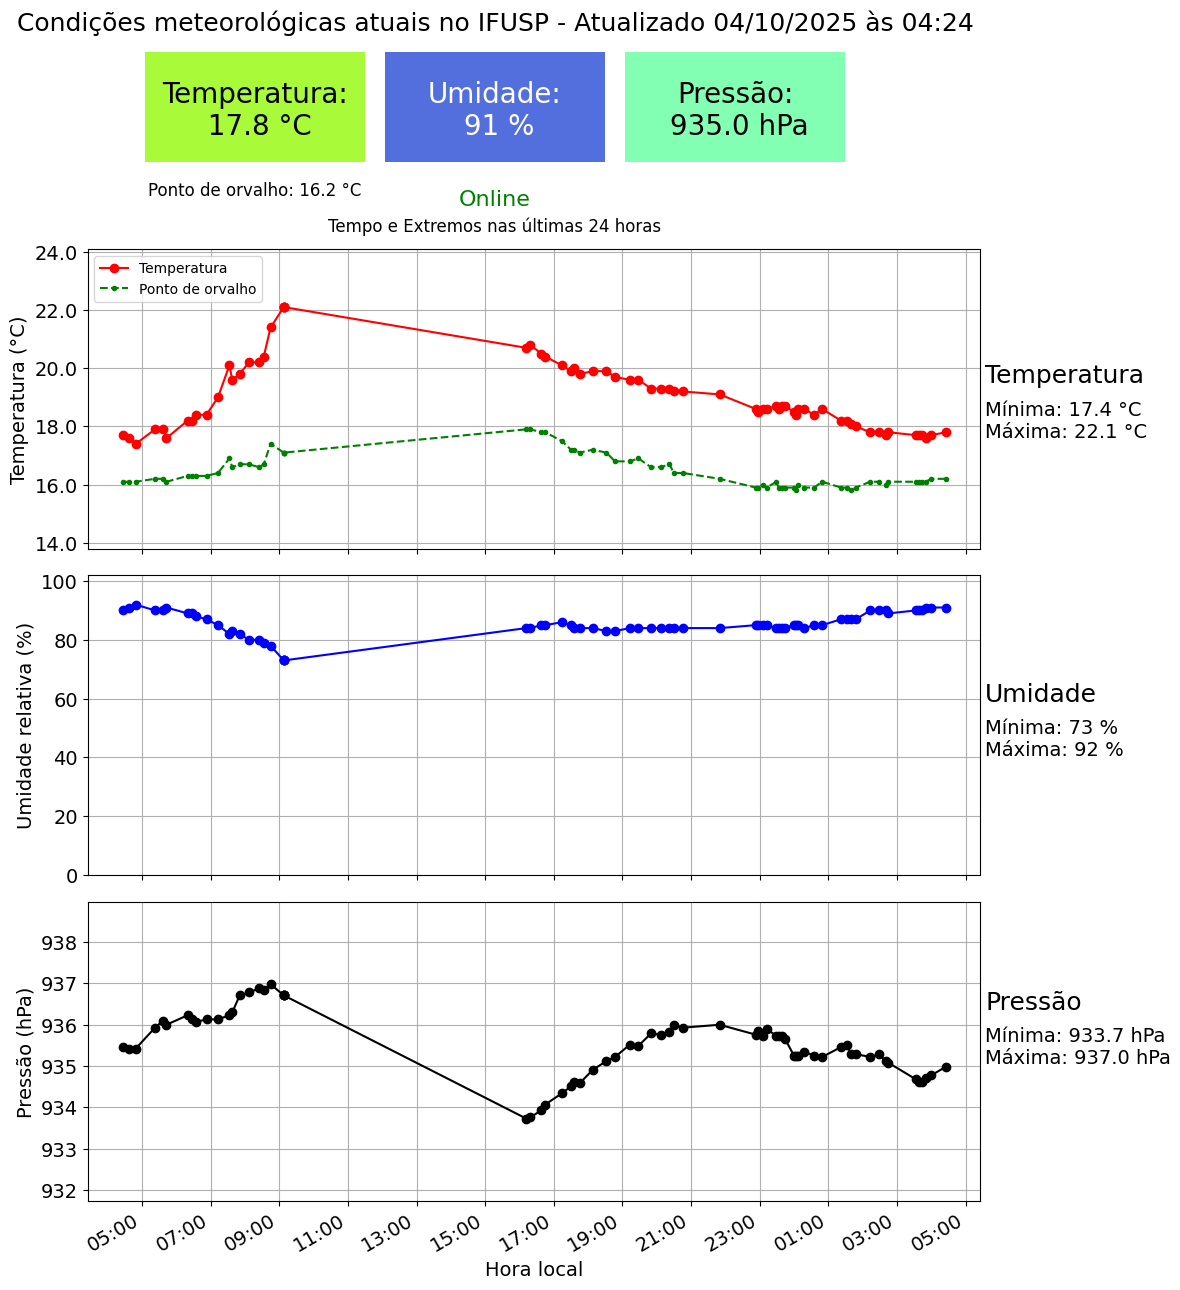 Condições meteorológicas atuais no IFUSP - Atualizado 04/10/2025 às 04:24
Temperatura:
17.8 °C
Umidade:
91 %
Pressão:
935.0 hPa
Ponto de orvalho: 16.2 °C
Online
Tempo e Extremos nas últimas 24 horas
Temperatura (°C)
24.0
22.0
20.0
18.0
16.0
14.0
Temperatura
Ponto de orvalho
Temperatura
Mínima: 17.4 °C
Máxima: 22.1 °C
Umidade relativa (%)
100
80
60
40
20
0
Umidade
Mínima: 73 %
Máxima: 92 %
Pressão (hPa)
938
937
936
935
934
933
932
Pressão
Mínima: 933.7 hPa
Máxima: 937.0 hPa
05:00
07:00
09:00
11:00
13:00
15:00
17:00
19:00
21:00
23:00
01:00
03:00
05:00
Hora local